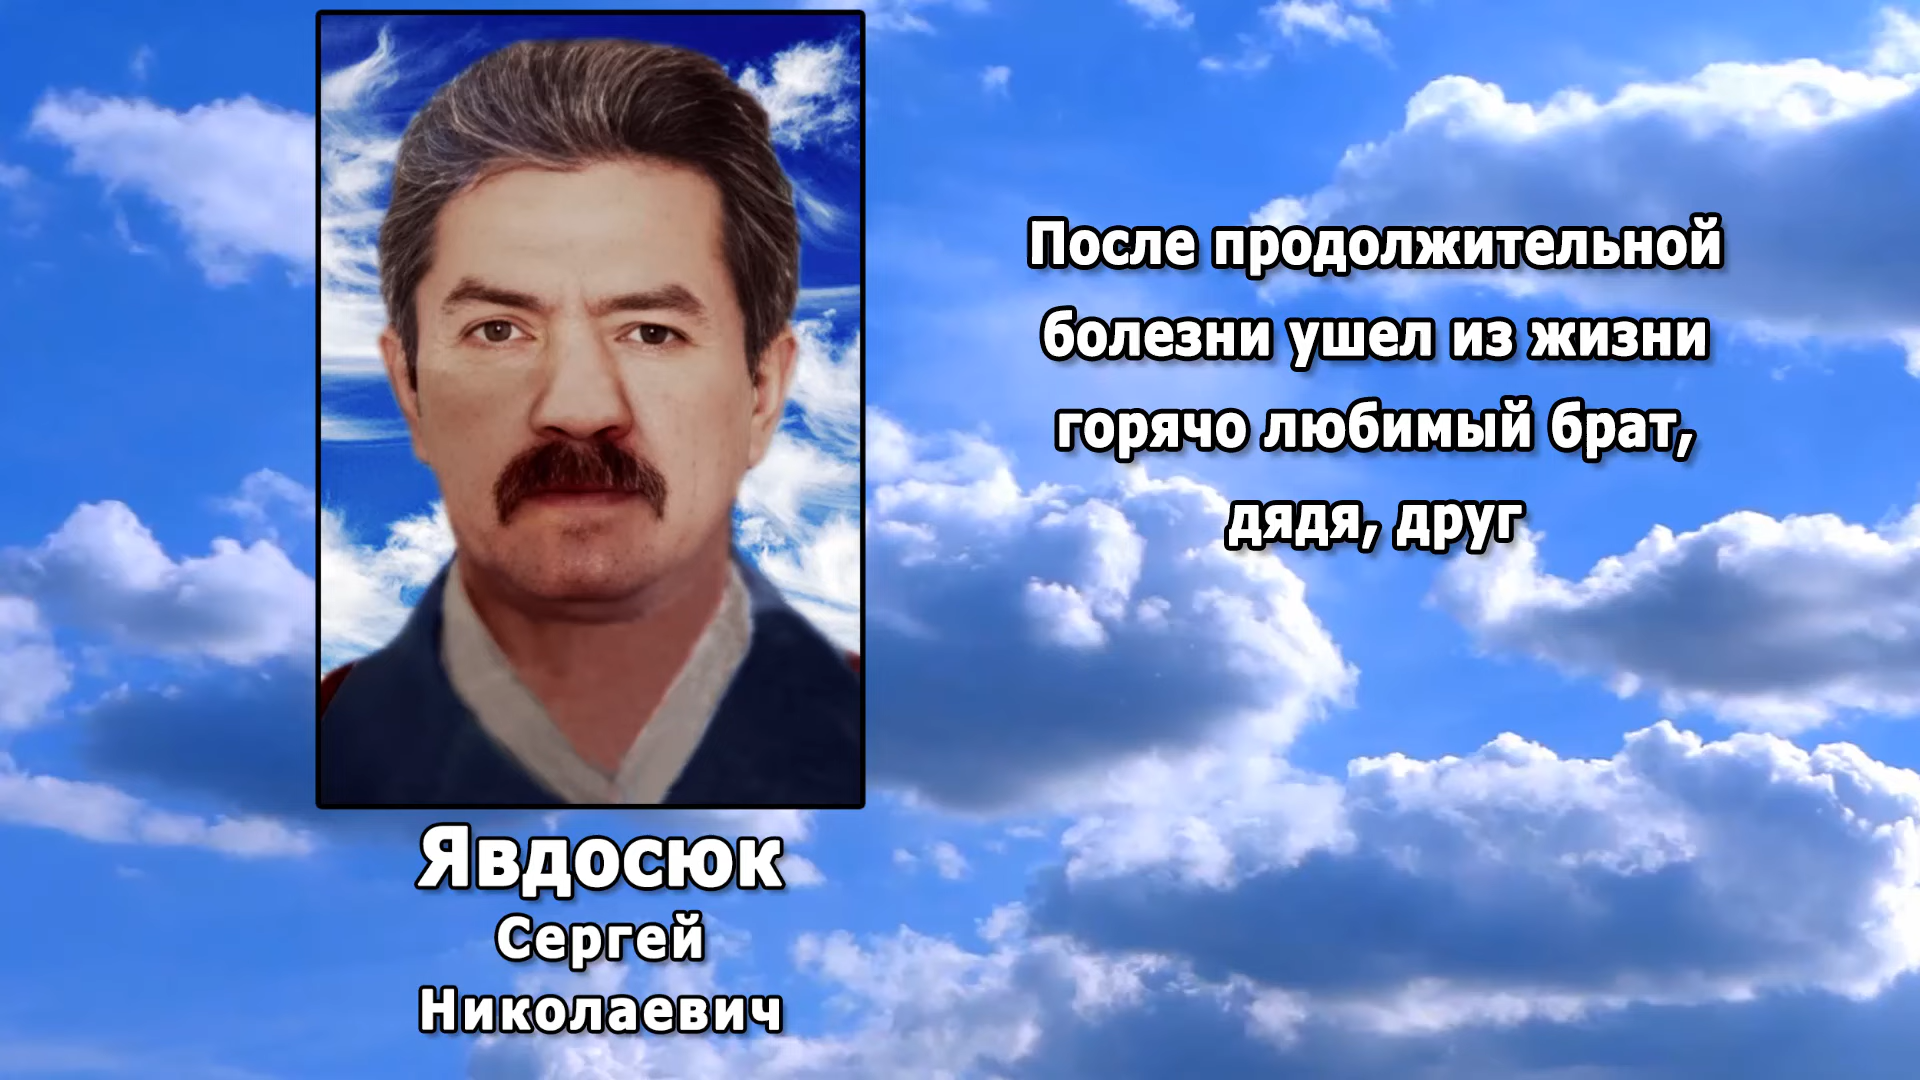 После продолжительной
болезни ушел из жизни
горячо любимый брат,
дядя, друг
Явдосюк
Сергей
Николаевич